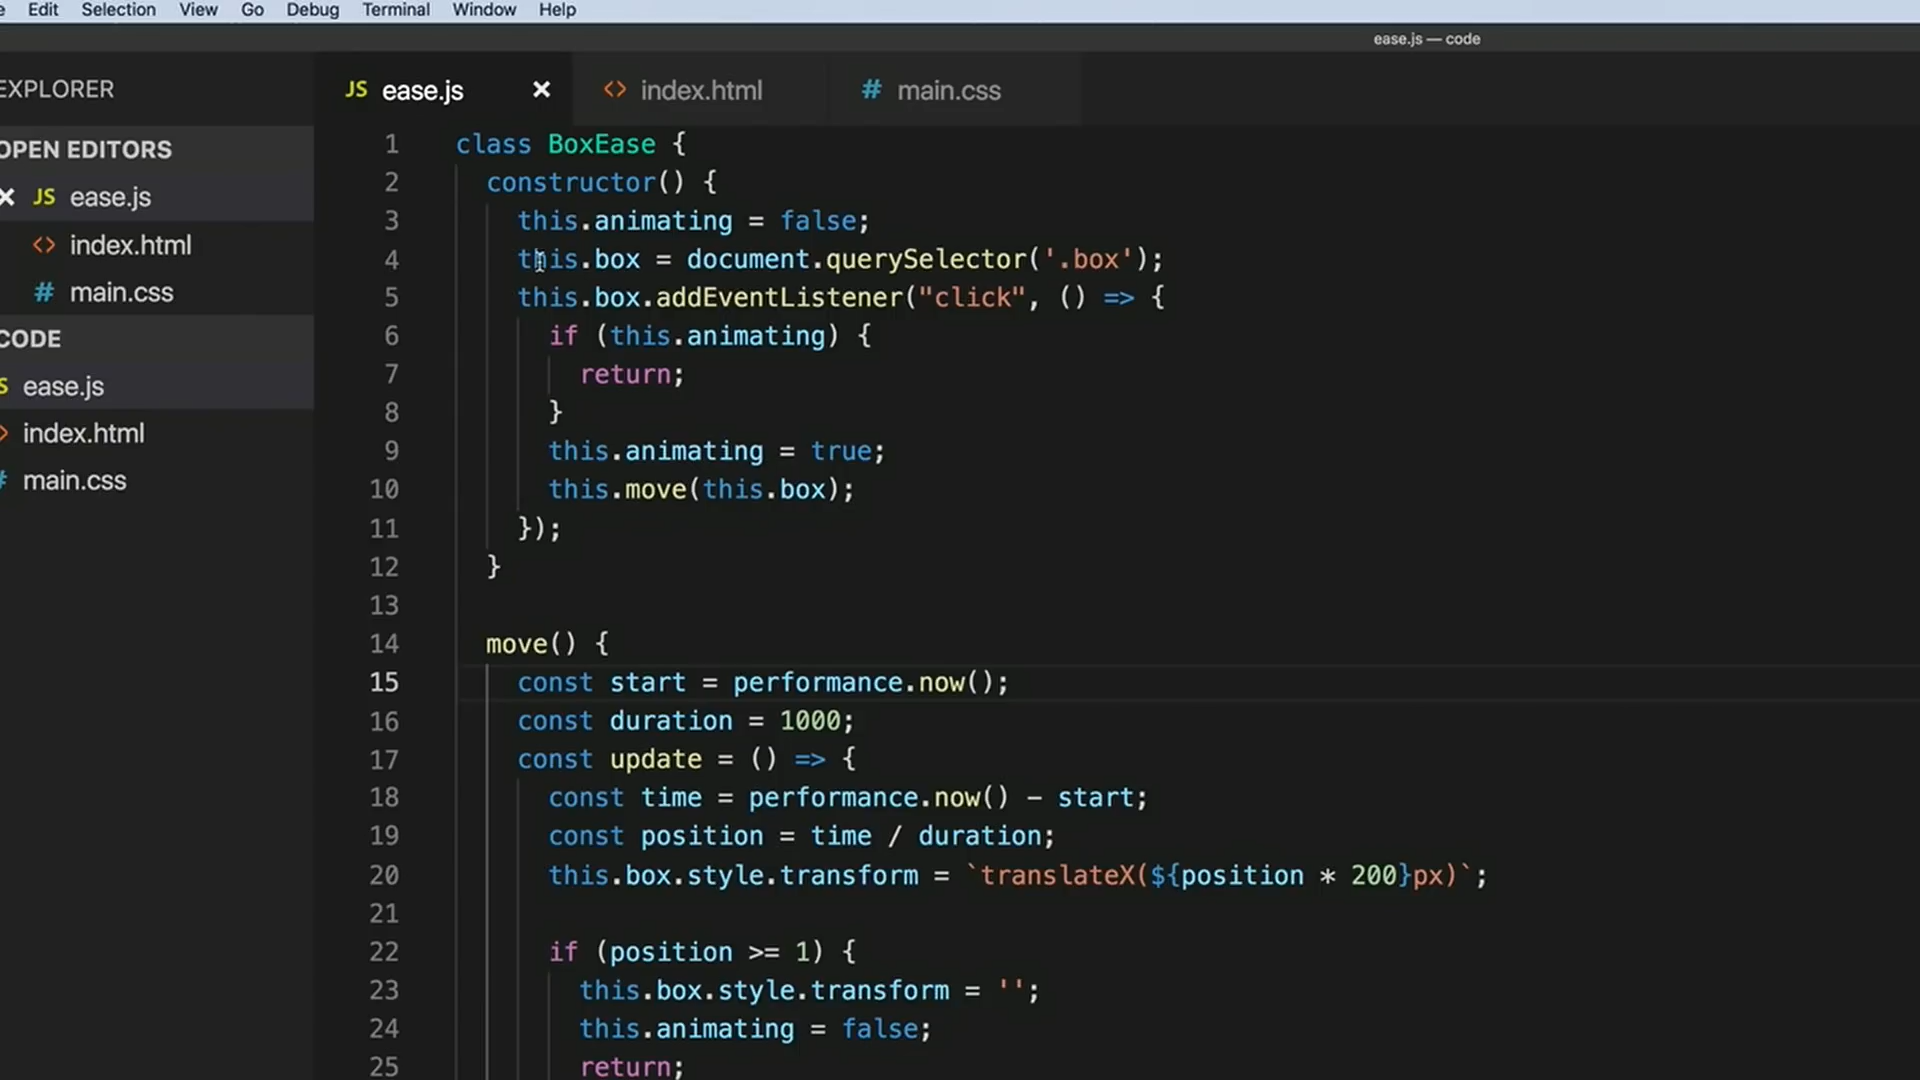 Edit Selection View Go Debug Terminal Window Help
ease.js — code
EXPLORER
JS ease.js
<> index.html
# main.css
OPEN EDITORS
JS ease.js
<> index.html
# main.css
CODE
ease.js
index.html
main.css
1 class BoxEase {
2 constructor() {
3 this.animating = false;
4 this.box = document.querySelector('.box');
5 this.box.addEventListener("click", () => {
6 if (this.animating) {
7 return;
8 }
9 this.animating = true;
10 this.move(this.box);
11 });
12 }
13
14 move() {
15 const start = performance.now();
16 const duration = 1000;
17 const update = () => {
18 const time = performance.now() - start;
19 const position = time / duration;
20 this.box.style.transform = `translateX(${position * 200}px)`;
21
22 if (position >= 1) {
23 this.box.style.transform = '';
24 this.animating = false;
25 return;